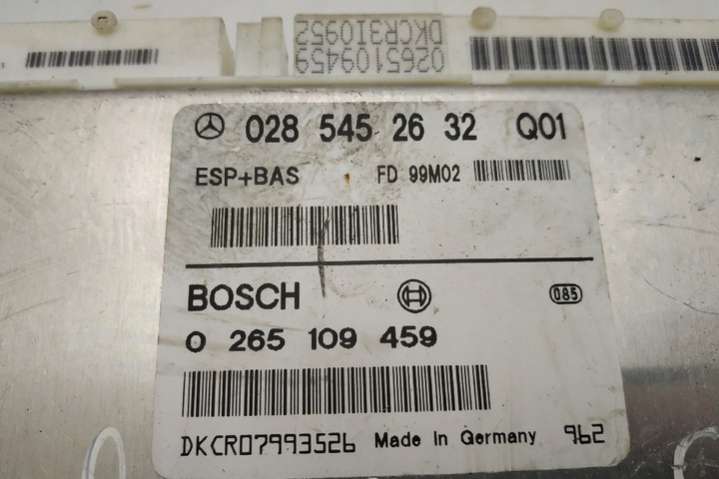 0265109459
DKCR3I0952
028 545 26 32 Q01
ESP+BAS FD 99M02
BOSCH 085
0 265 109 459
DKCR07993526 Made in Germany 962